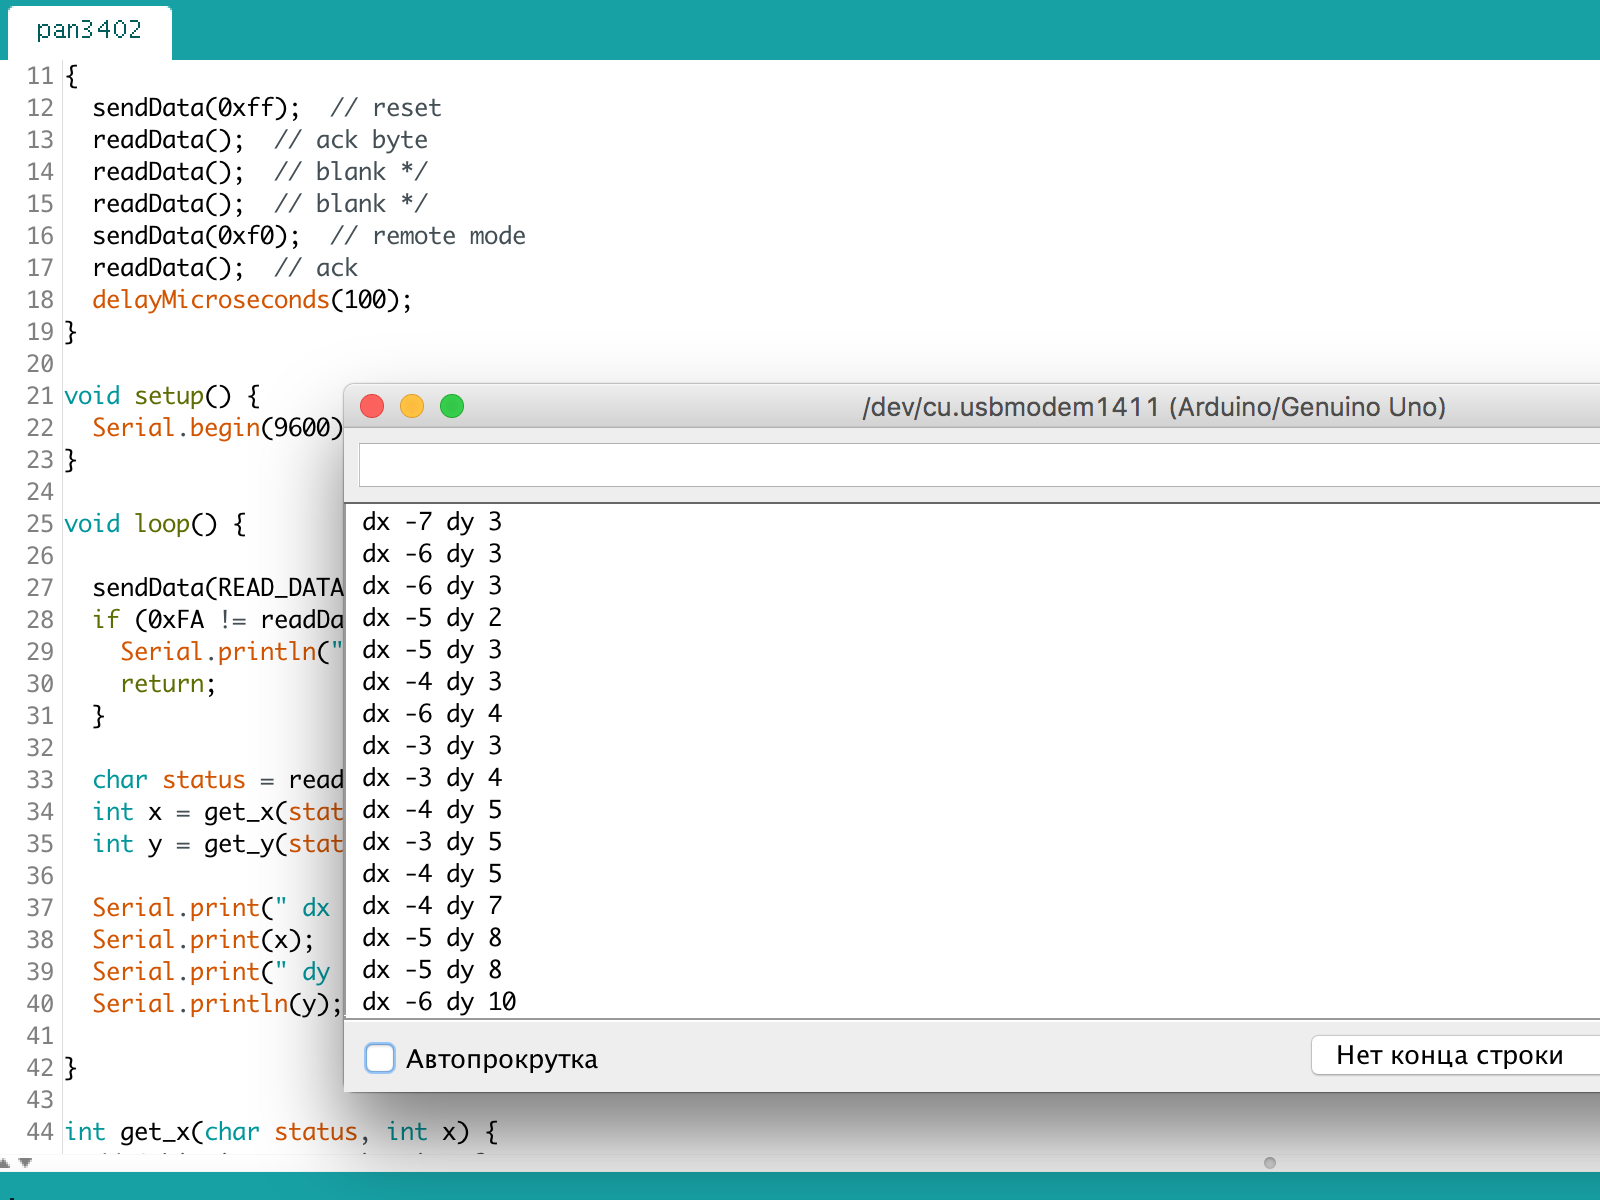 pan3402
11 {
12 sendData(0xff); // reset
13 readData(); // ack byte
14 readData(); // blank */
15 readData(); // blank */
16 sendData(0xf0); // remote mode
17 readData(); // ack
18 delayMicroseconds(100);
19 }
20
21 void setup() {
22 Serial.begin(9600)
23 }
24
25 void loop() {
26
27 sendData(READ_DATA
28 if (0xFA != readDa
29 Serial.println("
30 return;
31 }
32
33 char status = read
34 int x = get_x(stat
35 int y = get_y(stat
36
37 Serial.print(" dx
38 Serial.print(x);
39 Serial.print(" dy
40 Serial.println(y);
41
42 }
43
44 int get_x(char status, int x) {
/dev/cu.usbmodem1411 (Arduino/Genuino Uno)
dx -7 dy 3
dx -6 dy 3
dx -6 dy 3
dx -5 dy 2
dx -5 dy 3
dx -4 dy 3
dx -6 dy 4
dx -3 dy 3
dx -3 dy 4
dx -4 dy 5
dx -3 dy 5
dx -4 dy 5
dx -4 dy 7
dx -5 dy 8
dx -5 dy 8
dx -6 dy 10
Автопрокрутка
Нет конца строки